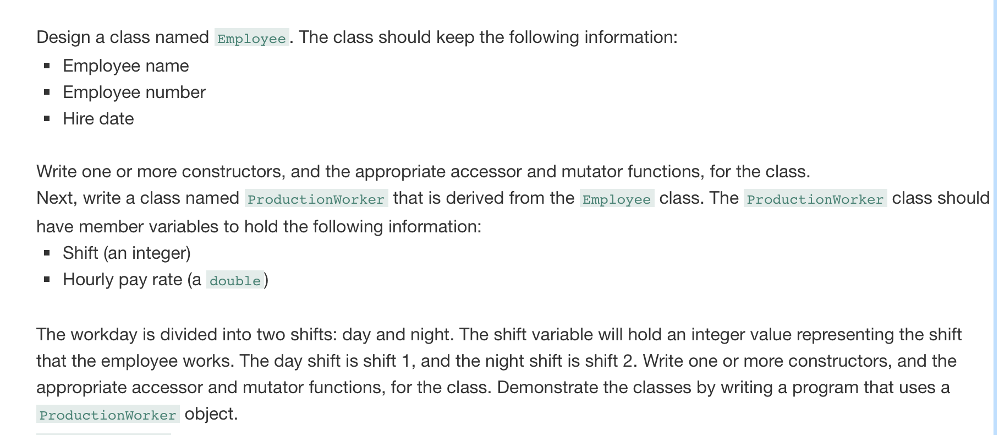 Design a class named Employee. The class should keep the following information:
▪ Employee name
▪ Employee number
▪ Hire date
Write one or more constructors, and the appropriate accessor and mutator functions, for the class.
Next, write a class named ProductionWorker that is derived from the Employee class. The ProductionWorker class should
have member variables to hold the following information:
▪ Shift (an integer)
▪ Hourly pay rate (a double)
The workday is divided into two shifts: day and night. The shift variable will hold an integer value representing the shift
that the employee works. The day shift is shift 1, and the night shift is shift 2. Write one or more constructors, and the
appropriate accessor and mutator functions, for the class. Demonstrate the classes by writing a program that uses a
ProductionWorker object.